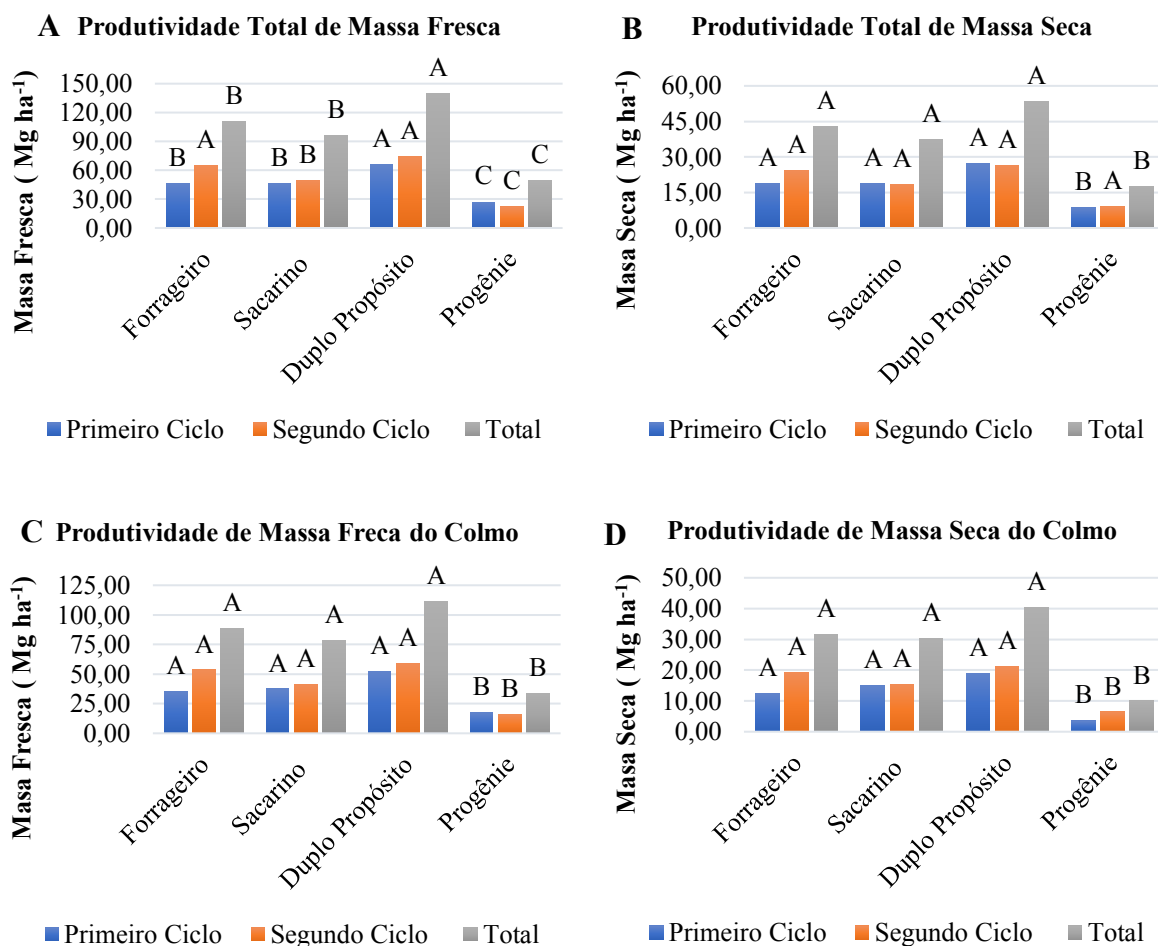 A Produtividade Total de Massa Fresca
Masa Fresca ( Mg ha⁻¹)
150,00
120,00
90,00
60,00
30,00
0,00
B A B
B B B
A A A
C C C
Forrageiro
Sacarino
Duplo Propósito
Progênie
Primeiro Ciclo Segundo Ciclo Total
B Produtividade Total de Massa Seca
Masa Seca ( Mg ha⁻¹)
60,00
45,00
30,00
15,00
0,00
A A A
A A A
A A A
B A B
Forrageiro
Sacarino
Duplo Propósito
Progênie
Primeiro Ciclo Segundo Ciclo Total
C Produtividade de Massa Freca do Colmo
Masa Fresca ( Mg ha⁻¹)
125,00
100,00
75,00
50,00
25,00
0,00
A A A
A A A
A A A
B B B
Forrageiro
Sacarino
Duplo Propósito
Progênie
Primeiro Ciclo Segundo Ciclo Total
D Produtividade de Massa Seca do Colmo
Masa Seca ( Mg ha⁻¹)
50,00
40,00
30,00
20,00
10,00
0,00
A A A
A A A
A A A
B B B
Forrageiro
Sacarino
Duplo Propósito
Progênie
Primeiro Ciclo Segundo Ciclo Total